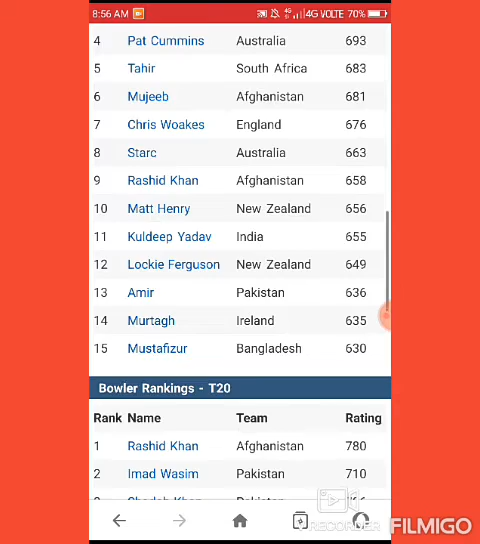 8:56 AM 4G 4G VOLTE 70%
4 Pat Cummins Australia 693
5 Tahir South Africa 683
6 Mujeeb Afghanistan 681
7 Chris Woakes England 676
8 Starc Australia 663
9 Rashid Khan Afghanistan 658
10 Matt Henry New Zealand 656
11 Kuldeep Yadav India 655
12 Lockie Ferguson New Zealand 649
13 Amir Pakistan 636
14 Murtagh Ireland 635
15 Mustafizur Bangladesh 630
Bowler Rankings - T20
Rank Name Team Rating
1 Rashid Khan Afghanistan 780
2 Imad Wasim Pakistan 710
RECORDER FILMIGO